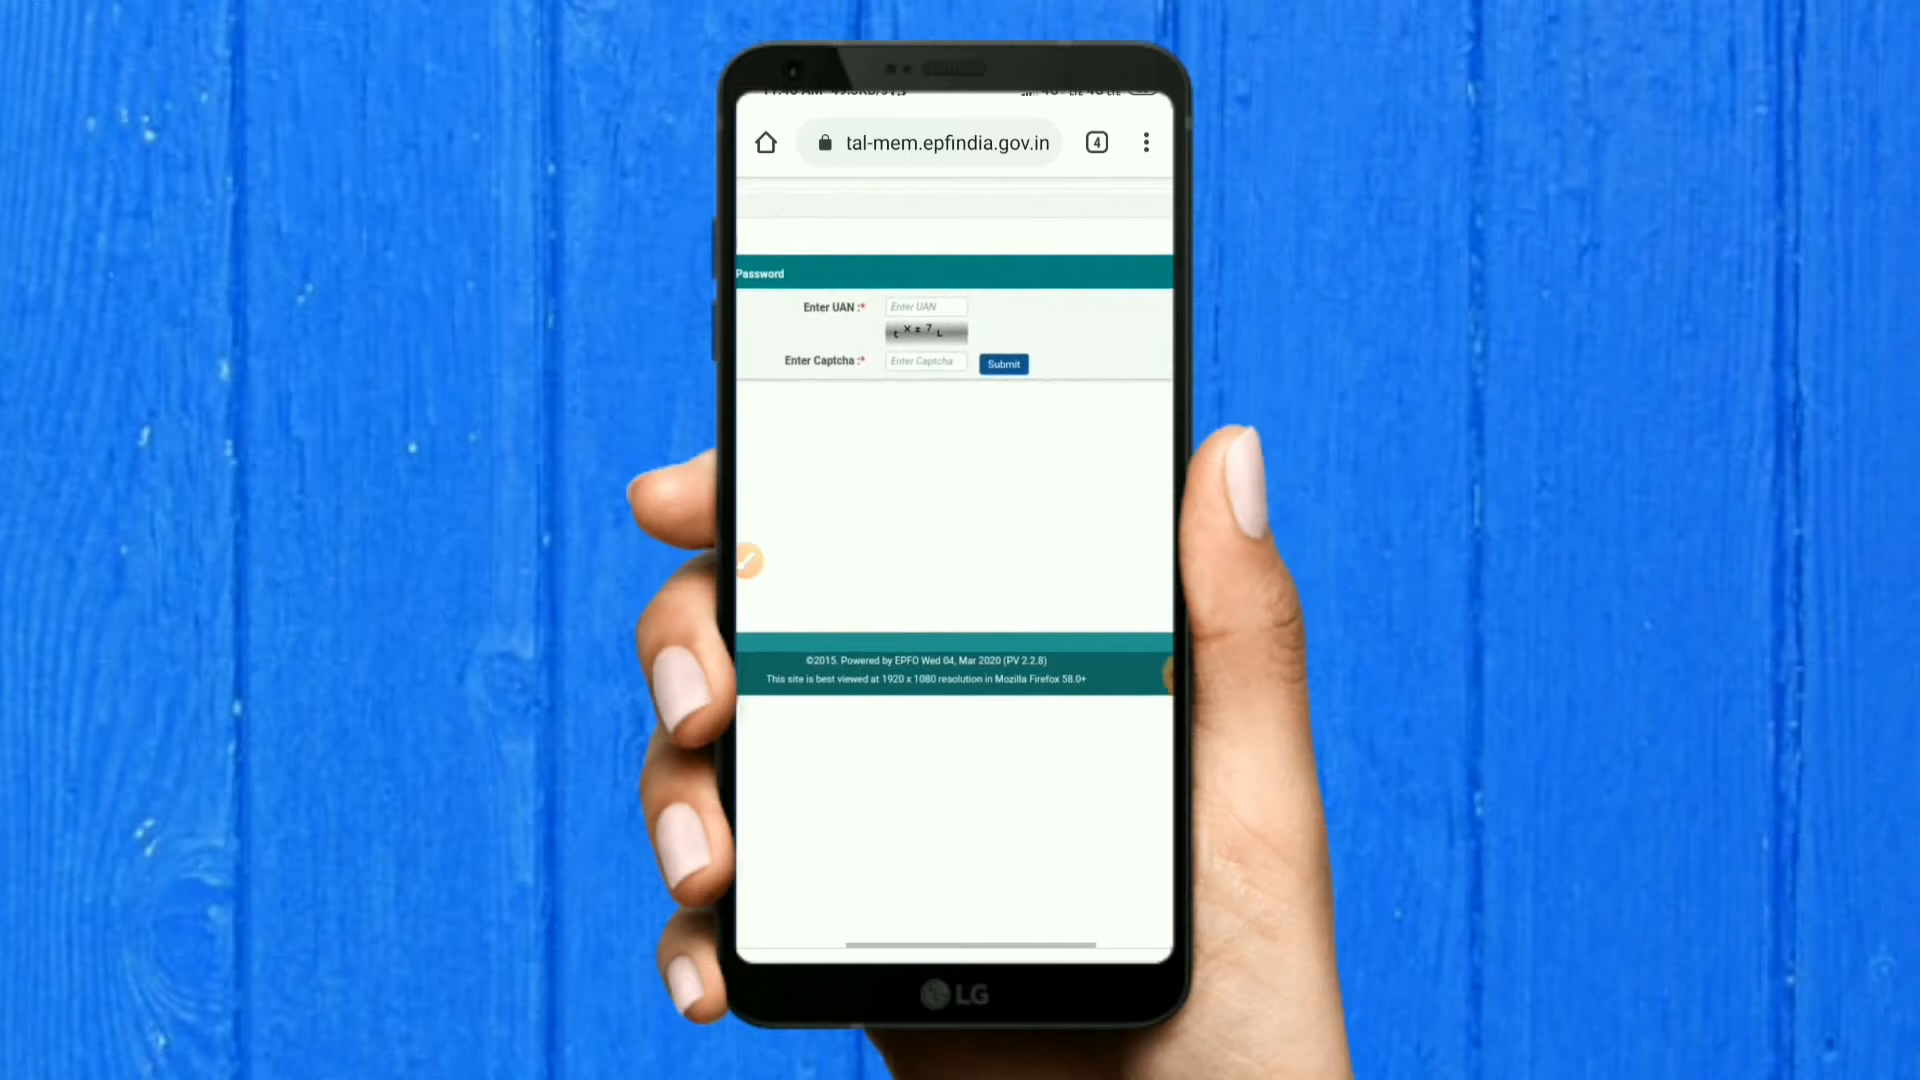 tal-mem.epfindia.gov.in
4
Password
Enter UAN :*
Enter UAN
Enter Captcha :*
Enter Captcha
Submit
©2015. Powered by EPFO Wed 04, Mar 2020 (PV 2.2.8)
This site is best viewed at 1920 x 1080 resolution in Mozilla Firefox 58.0+
LG